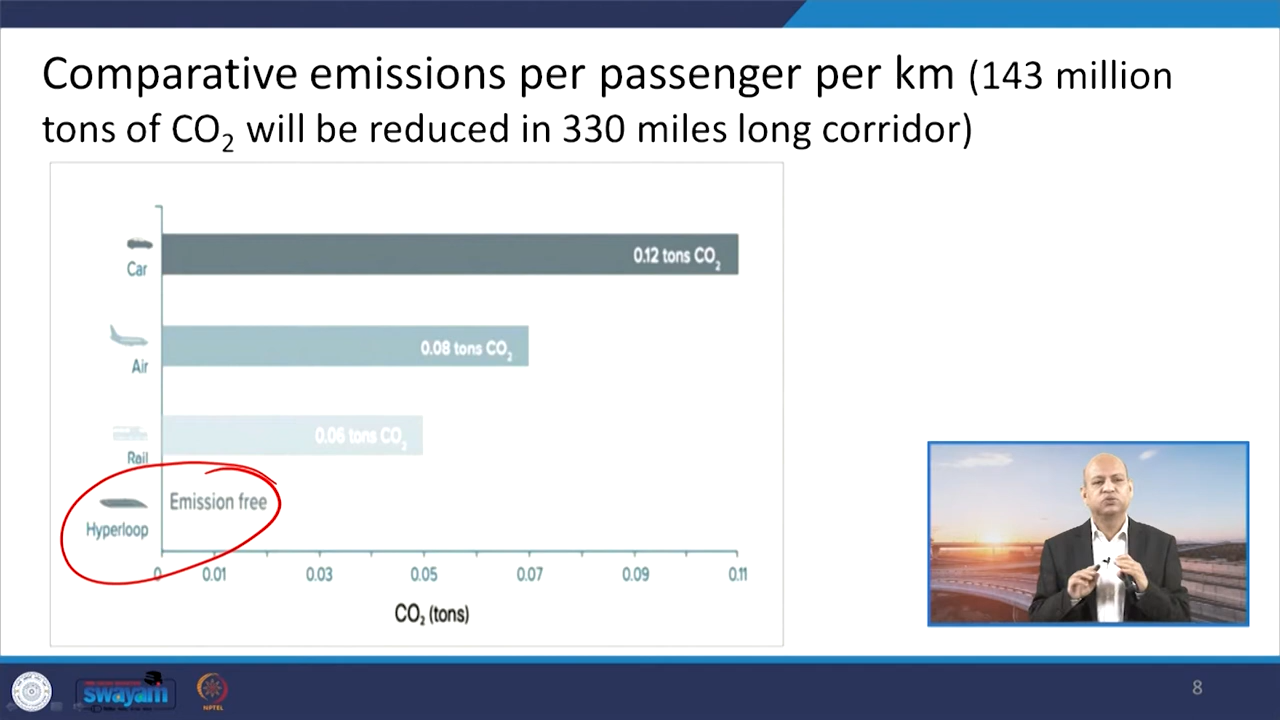 Comparative emissions per passenger per km (143 million
tons of CO₂ will be reduced in 330 miles long corridor)
Car
0.12 tons CO₂
Air
0.08 tons CO₂
Rail
0.06 tons CO₂
Hyperloop
Emission free
0 0.01 0.03 0.05 0.07 0.09 0.11
CO₂ (tons)
swayam
NPTEL
8